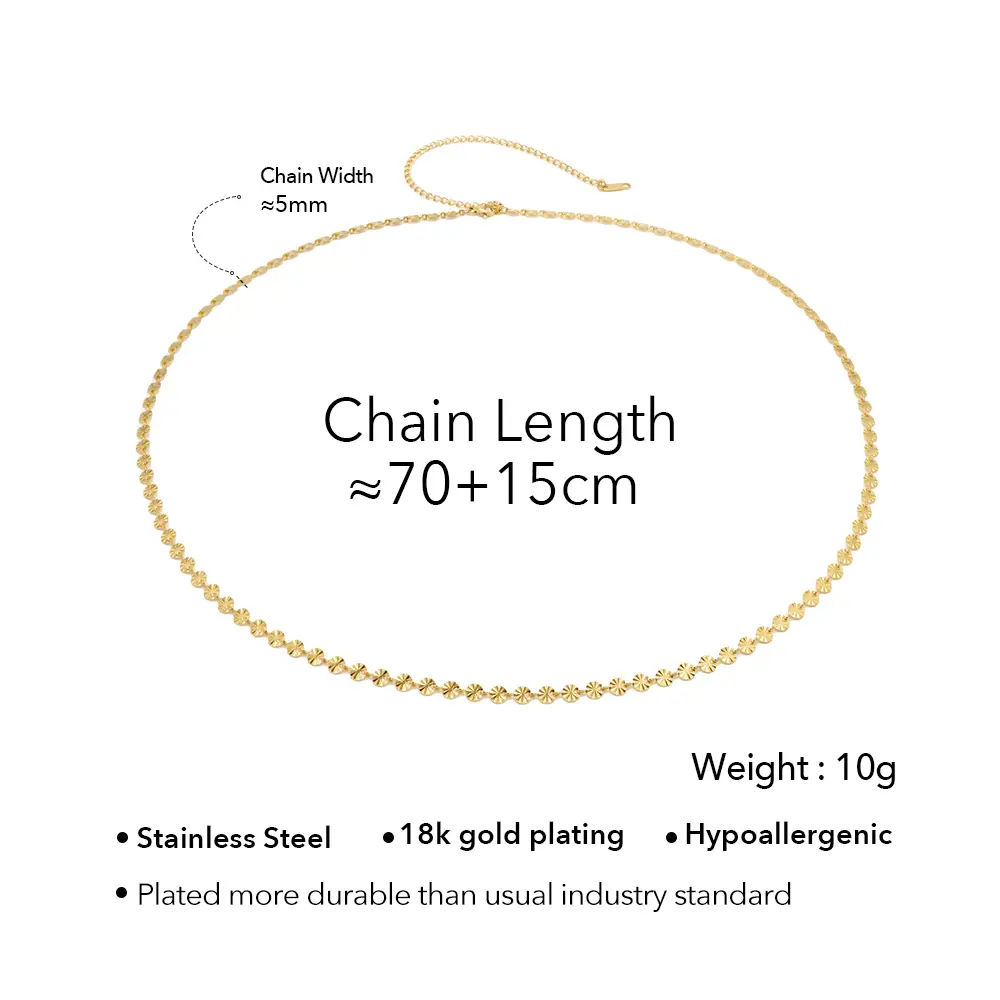 Chain Width
≈5mm
Chain Length
≈70+15cm
Weight : 10g
• Stainless Steel • 18k gold plating • Hypoallergenic
• Plated more durable than usual industry standard